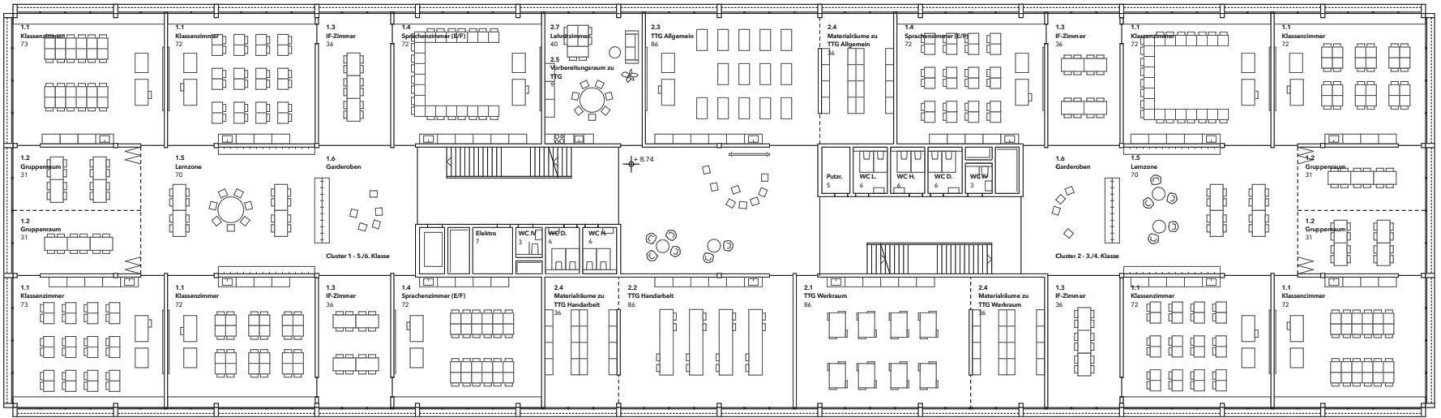 1.1
Klassenzimmer
73
1.1
Klassenzimmer
72
1.3
IF-Zimmer
36
1.4
Sprachenzimmer (E/F)
72
2.7
Lehrerzimmer
40
2.5
Vorbereitungsraum zu
TTG
9
2.3
TTG Allgemein
86
2.4
Materialräume zu
TTG Allgemein
36
1.4
Sprachenzimmer (E/F)
72
1.3
IF-Zimmer
36
1.1
Klassenzimmer
72
1.1
Klassenzimmer
72
1.2
Gruppenraum
31
1.5
Lernzone
70
1.6
Garderoben
+ 8.74
Putzr.
5
WC L.
6
WC H.
6
WC D.
6
WC IV
3
1.6
Garderoben
1.5
Lernzone
70
1.2
Gruppenraum
31
1.2
Gruppenraum
31
Cluster 1 - 5./6. Klasse
Elektro
7
WC IV
3
WC D.
6
WC H.
6
Cluster 2 - 3./4. Klasse
1.2
Gruppenraum
31
1.1
Klassenzimmer
73
1.1
Klassenzimmer
72
1.3
IF-Zimmer
36
1.4
Sprachenzimmer (E/F)
72
2.4
Materialräume zu
TTG Handarbeit
36
2.2
TTG Handarbeit
86
2.1
TTG Werkraum
86
2.4
Materialräume zu
TTG Werkraum
36
1.3
IF-Zimmer
36
1.1
Klassenzimmer
72
1.1
Klassenzimmer
72